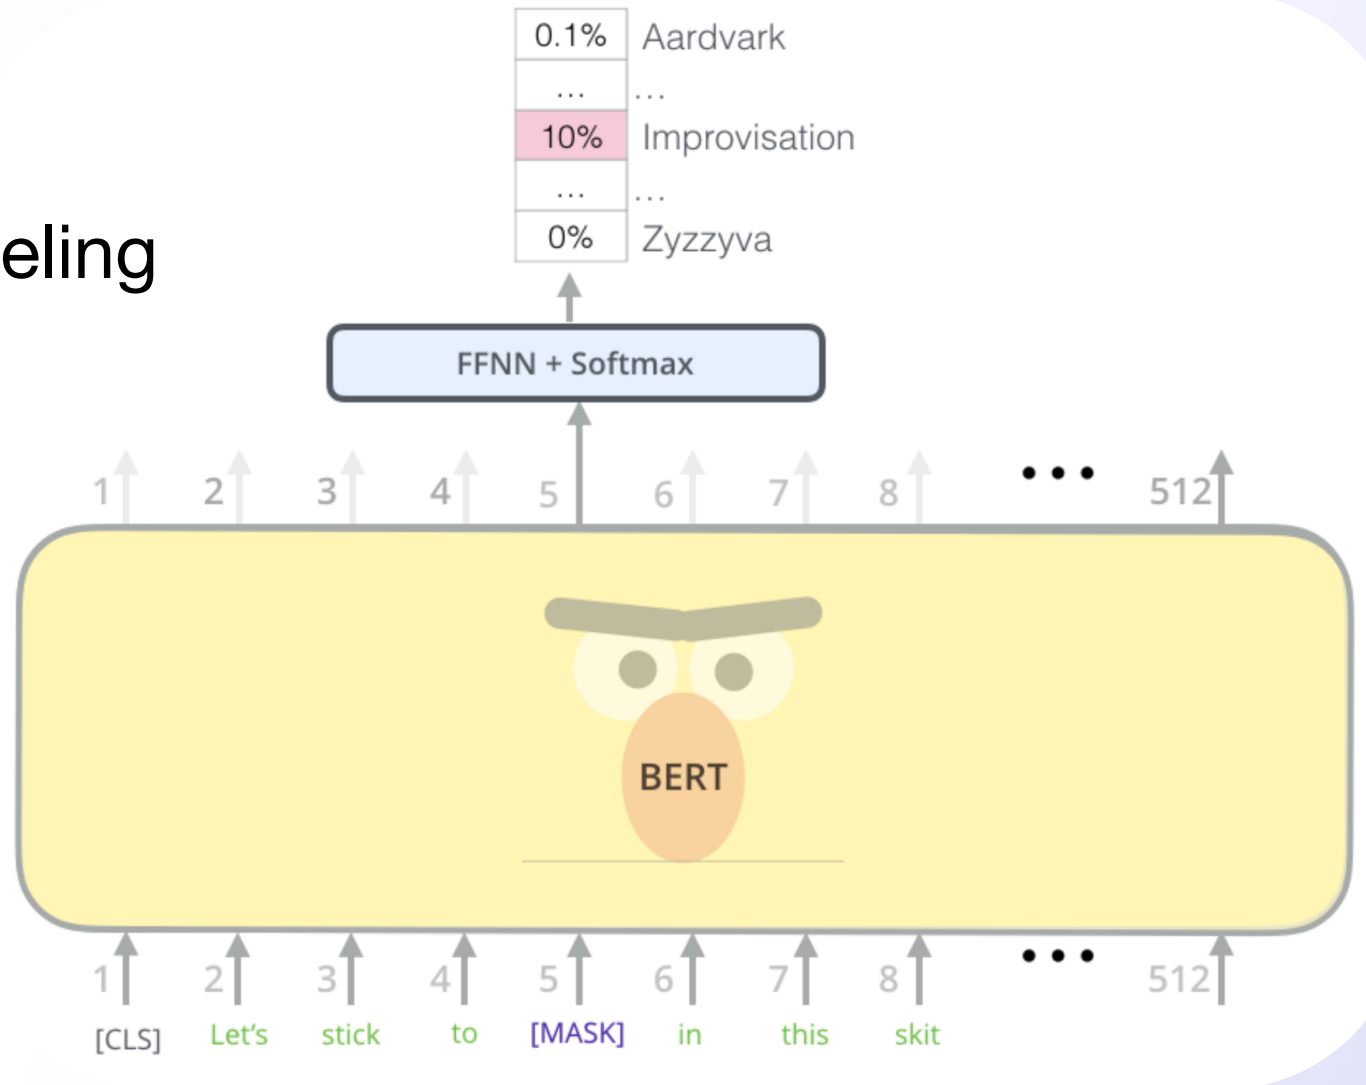 0.1% Aardvark
... ...
10% Improvisation
... ...
0% Zyzzyva
eling
FFNN + Softmax
1 2 3 4 5 6 7 8 ... 512
BERT
1 2 3 4 5 6 7 8 ... 512
[CLS] Let's stick to [MASK] in this skit